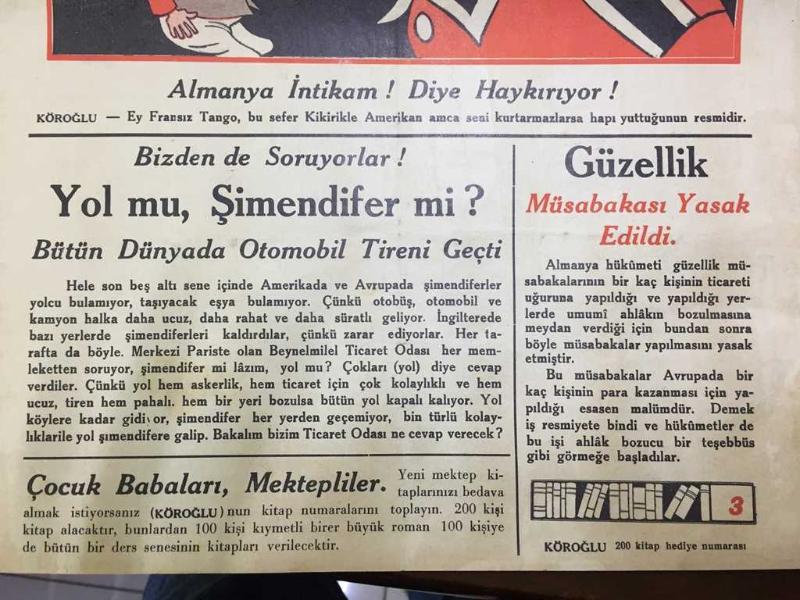 Almanya İntikam ! Diye Haykırıyor !
KÖROĞLU — Ey Fransız Tango, bu sefer Kikirikle Amerikan amca seni kurtarmazlarsa hapı yuttuğunun resmidir.
Bizden de Soruyorlar !
Yol mu, Şimendifer mi ?
Bütün Dünyada Otomobil Tireni Geçti
Hele son beş altı sene içinde Amerikada ve Avrupada şimendiferler
yolcu bulamıyor, taşıyacak eşya bulamıyor. Çünkü otobüş, otomobil ve
kamyon halka daha ucuz, daha rahat ve daha süratlı geliyor. İngilterede
bazı yerlerde şimendiferleri kaldırdılar, çünkü zarar ediyorlar. Her ta-
rafta da böyle. Merkezi Pariste olan Beynelmilel Ticaret Odası her mem-
leketten soruyor, şimendifer mi lâzım, yol mu? Çokları (yol) diye cevap
verdiler. Çünkü yol hem askerlik, hem ticaret için çok kolaylıklı ve hem
ucuz, tiren hem pahalı. hem bir yeri bozulsa bütün yol kapalı kalıyor. Yol
köylere kadar gidiyor, şimendifer her yerden geçemiyor, bin türlü kolay-
lıklarile yol şimendifere galip. Bakalım bizim Ticaret Odası ne cevap verecek?
Çocuk Babaları, Mektepliler. Yeni mektep ki-
taplarınızı bedava
almak istiyorsanız (KÖROĞLU) nun kitap numaralarını toplayın. 200 kişi
kitap alacaktır, bunlardan 100 kişi kıymetli birer büyük roman 100 kişiye
de bütün bir ders senesinin kitapları verilecektir.
Güzellik
Müsabakası Yasak
Edildi.
Almanya hükûmeti güzellik mü-
sabakalarının bir kaç kişinin ticareti
uğuruna yapıldığı ve yapıldığı yer-
lerde umumî ahlâkın bozulmasına
meydan verdiği için bundan sonra
böyle müsabakalar yapılmasını yasak
etmiştir.
Bu müsabakalar Avrupada bir
kaç kişinin para kazanması için ya-
pıldığı esasen malümdür. Demek
iş resmiyete bindi ve hükûmetler de
bu işi ahlâk bozucu bir teşebbüs
gibi görmeğe başladılar.
3
KÖROĞLU 200 kitap hediye numarası